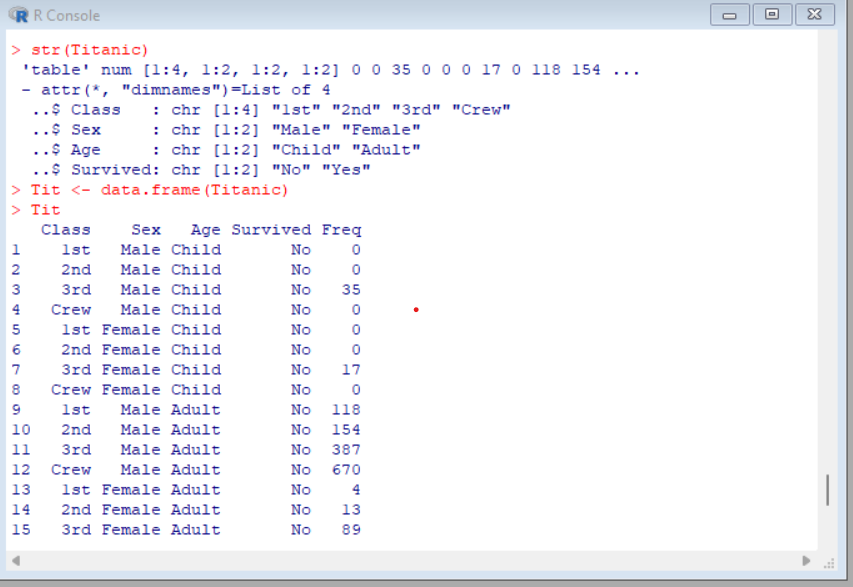 R Console
> str(Titanic)
 'table' num [1:4, 1:2, 1:2, 1:2] 0 0 35 0 0 0 17 0 118 154 ...
 - attr(*, "dimnames")=List of 4
  ..$ Class   : chr [1:4] "1st" "2nd" "3rd" "Crew"
  ..$ Sex     : chr [1:2] "Male" "Female"
  ..$ Age     : chr [1:2] "Child" "Adult"
  ..$ Survived: chr [1:2] "No" "Yes"
> Tit <- data.frame(Titanic)
> Tit
   Class    Sex   Age Survived Freq
1    1st   Male Child       No    0
2    2nd   Male Child       No    0
3    3rd   Male Child       No   35
4   Crew   Male Child       No    0
5    1st Female Child       No    0
6    2nd Female Child       No    0
7    3rd Female Child       No   17
8   Crew Female Child       No    0
9    1st   Male Adult       No  118
10   2nd   Male Adult       No  154
11   3rd   Male Adult       No  387
12  Crew   Male Adult       No  670
13   1st Female Adult       No    4
14   2nd Female Adult       No   13
15   3rd Female Adult       No   89